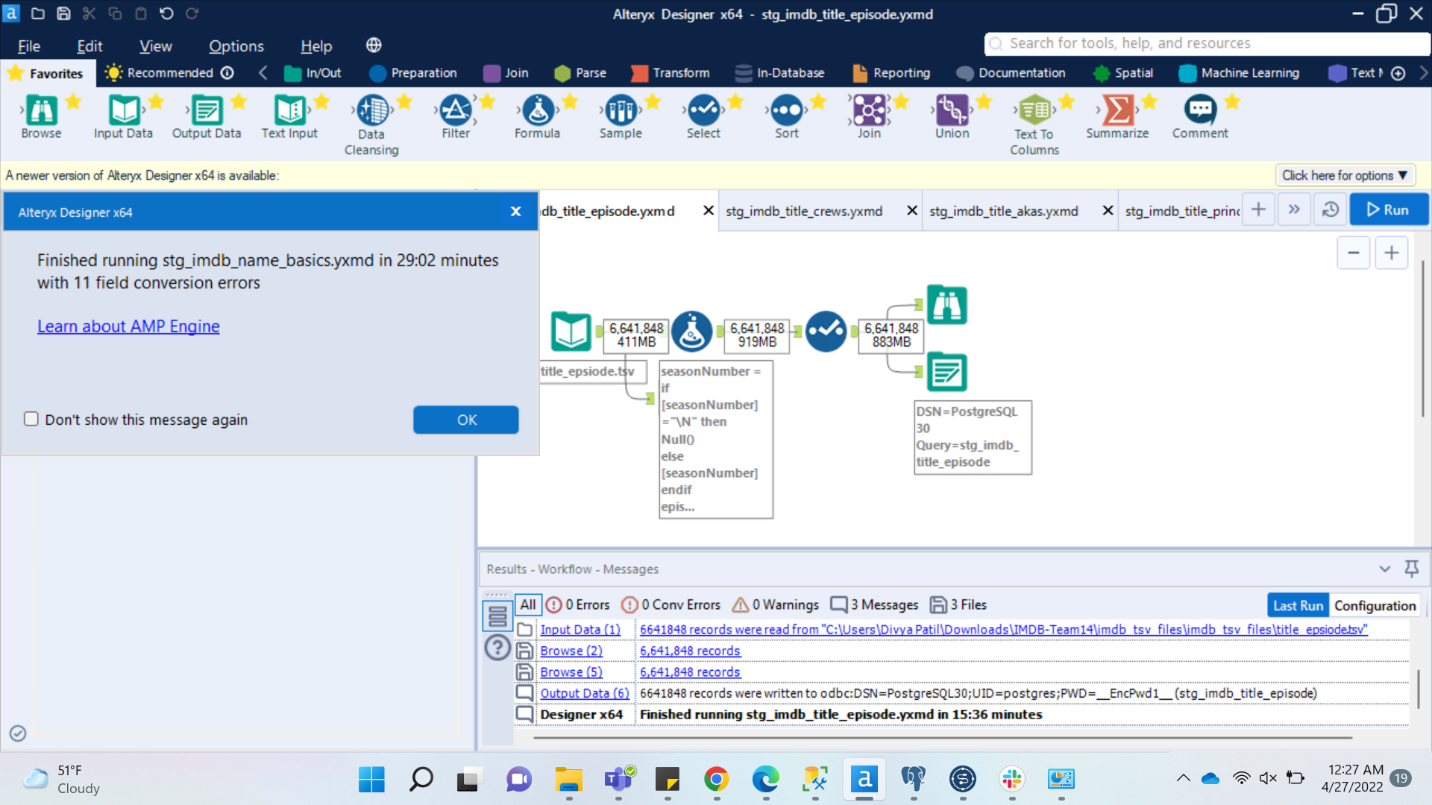 a
Alteryx Designer x64 - stg_imdb_title_episode.yxmd
File Edit View Options Help
Search for tools, help, and resources
Favorites Recommended In/Out Preparation Join Parse Transform In-Database Reporting Documentation Spatial Machine Learning Text
Browse Input Data Output Data Text Input Data Cleansing Filter Formula Sample Select Sort Join Union Text To Columns Summarize Comment
A newer version of Alteryx Designer x64 is available:
Click here for options ▼
Alteryx Designer x64
Finished running stg_imdb_name_basics.yxmd in 29:02 minutes
with 11 field conversion errors
Learn about AMP Engine
Don't show this message again
OK
db_title_episode.yxmd
stg_imdb_title_crews.yxmd
stg_imdb_title_akas.yxmd
stg_imdb_title_princ
Run
6,641,848
411MB
6,641,848
919MB
6,641,848
883MB
title_epsiode.tsv
seasonNumber =
if
[seasonNumber]
="\N" then
Null()
else
[seasonNumber]
endif
epis...
DSN=PostgreSQL
30
Query=stg_imdb_
title_episode
Results - Workflow - Messages
All 0 Errors 0 Conv Errors 0 Warnings 3 Messages 3 Files
Last Run Configuration
Input Data (1) 6641848 records were read from "C:\Users\Divya Patil\Downloads\IMDB-Team14\imdb_tsv_files\imdb_tsv_files\title_epsiode.tsv"
Browse (2) 6,641,848 records
Browse (5) 6,641,848 records
Output Data (6) 6641848 records were written to odbc:DSN=PostgreSQL30;UID=postgres;PWD=__EncPwd1__ (stg_imdb_title_episode)
Designer x64 Finished running stg_imdb_title_episode.yxmd in 15:36 minutes
51°F
Cloudy
a
12:27 AM
4/27/2022
19